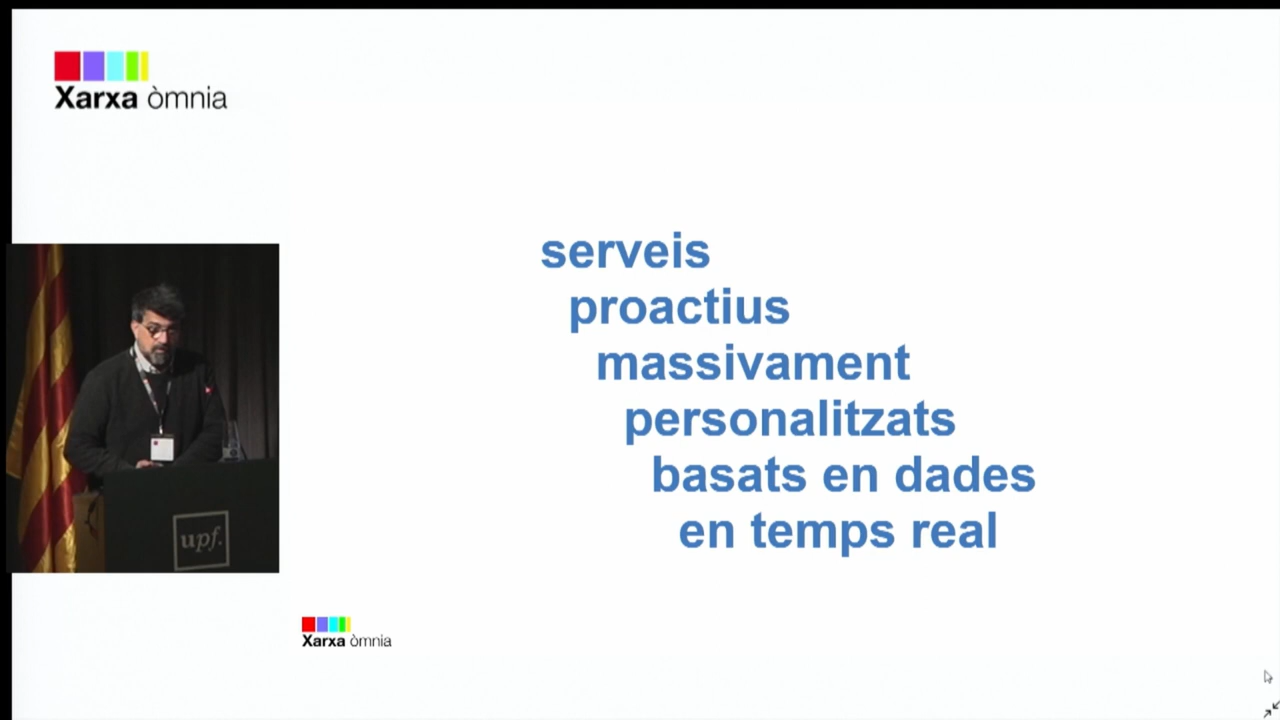 Xarxa òmnia
serveis
proactius
massivament
personalitzats
basats en dades
en temps real
upf.
Xarxa òmnia